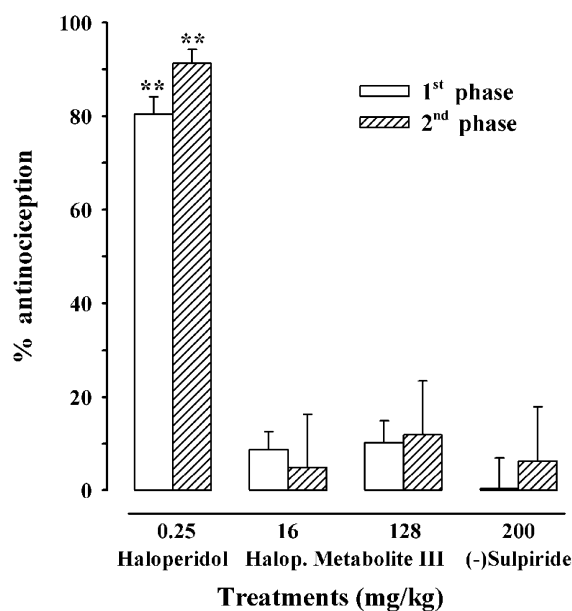 100
80
60
40
20
0
% antinociception
**
**
1st phase
2nd phase
0.25 16 128 200
Haloperidol Halop. Metabolite III (-)Sulpiride
Treatments (mg/kg)